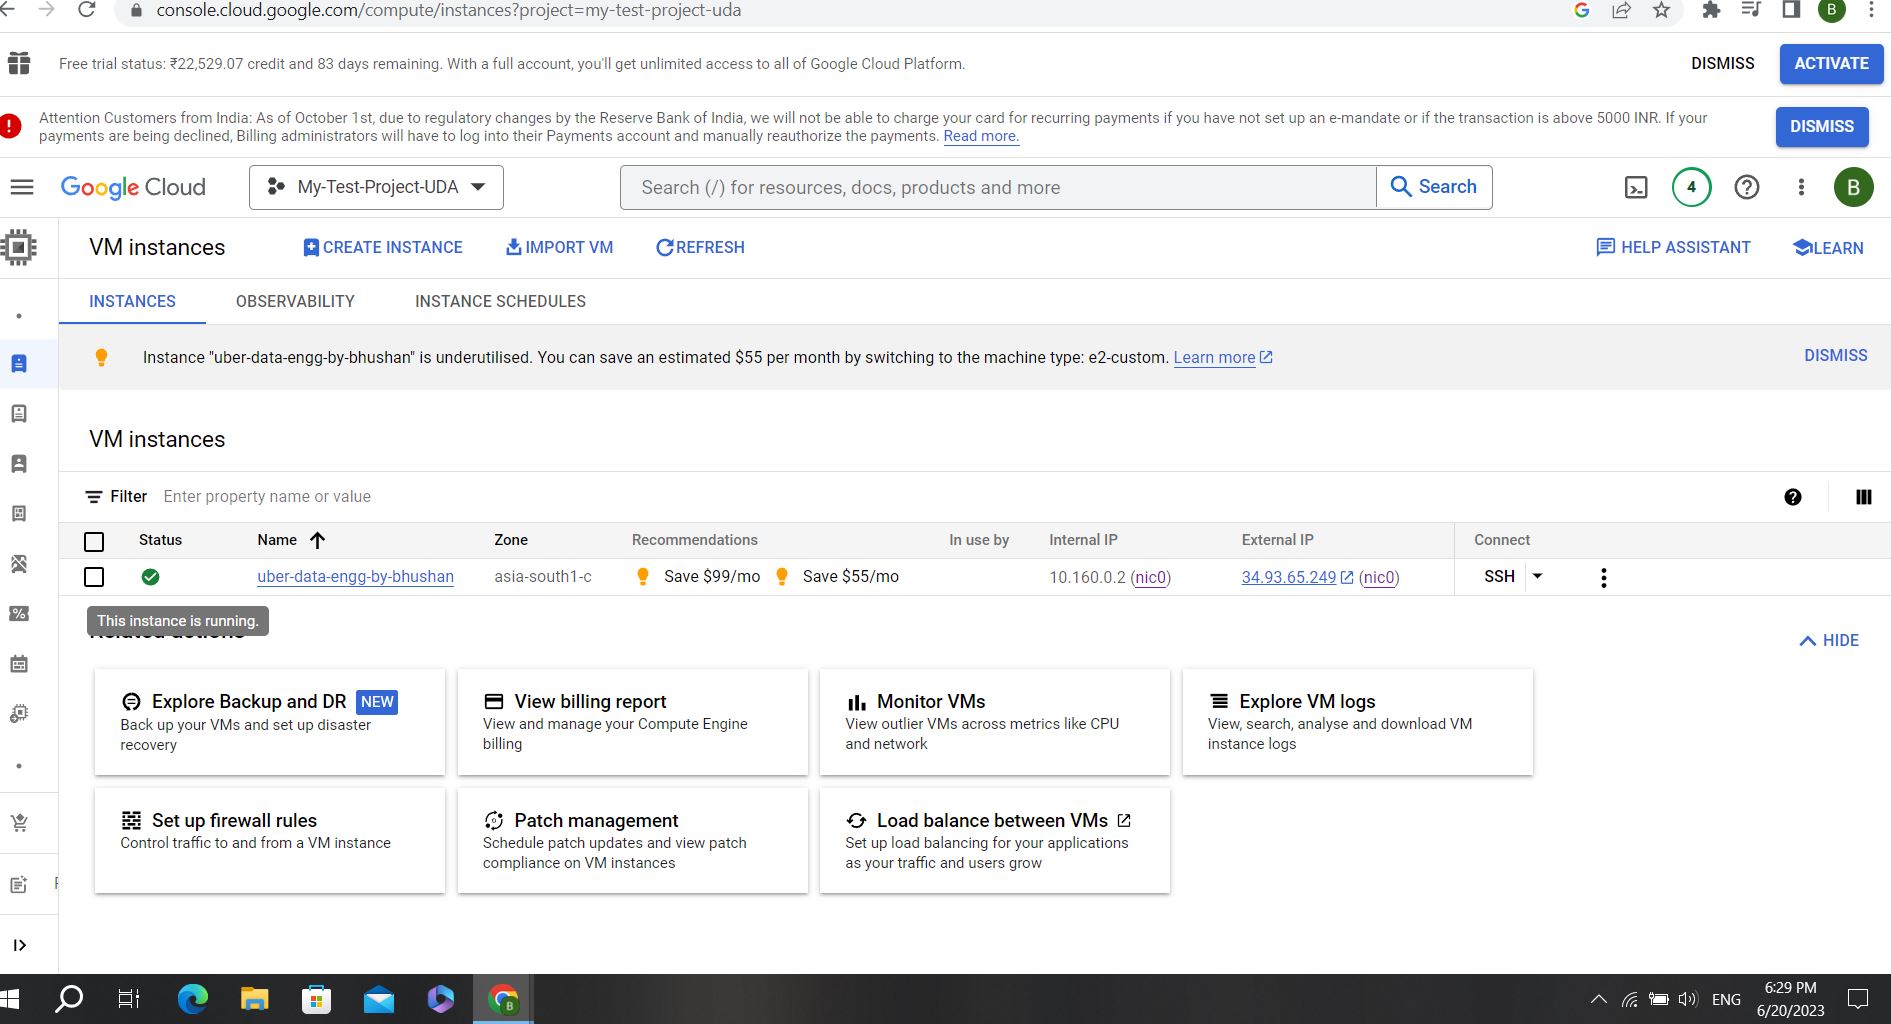 console.cloud.google.com/compute/instances?project=my-test-project-uda
B
Free trial status: ₹22,529.07 credit and 83 days remaining. With a full account, you'll get unlimited access to all of Google Cloud Platform.
DISMISS
ACTIVATE
Attention Customers from India: As of October 1st, due to regulatory changes by the Reserve Bank of India, we will not be able to charge your card for recurring payments if you have not set up an e-mandate or if the transaction is above 5000 INR. If your
payments are being declined, Billing administrators will have to log into their Payments account and manually reauthorize the payments. Read more.
DISMISS
Google Cloud
My-Test-Project-UDA
Search (/) for resources, docs, products and more
Search
4
B
VM instances
CREATE INSTANCE
IMPORT VM
REFRESH
HELP ASSISTANT
LEARN
INSTANCES
OBSERVABILITY
INSTANCE SCHEDULES
Instance "uber-data-engg-by-bhushan" is underutilised. You can save an estimated $55 per month by switching to the machine type: e2-custom. Learn more
DISMISS
VM instances
Filter Enter property name or value
Status Name Zone Recommendations In use by Internal IP External IP Connect
uber-data-engg-by-bhushan asia-south1-c Save $99/mo Save $55/mo 10.160.0.2 (nic0) 34.93.65.249 (nic0) SSH
This instance is running.
HIDE
Explore Backup and DR NEW
Back up your VMs and set up disaster
recovery
View billing report
View and manage your Compute Engine
billing
Monitor VMs
View outlier VMs across metrics like CPU
and network
Explore VM logs
View, search, analyse and download VM
instance logs
Set up firewall rules
Control traffic to and from a VM instance
Patch management
Schedule patch updates and view patch
compliance on VM instances
Load balance between VMs
Set up load balancing for your applications
as your traffic and users grow
B
ENG
6:29 PM
6/20/2023